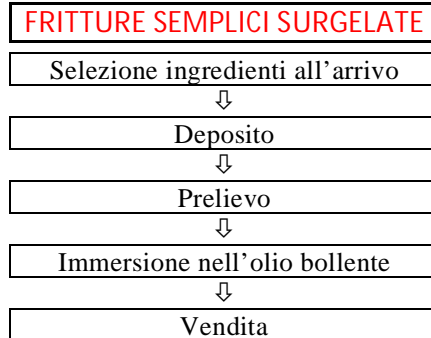 FRITTURE SEMPLICI SURGELATE
Selezione ingredienti all’arrivo
⇩
Deposito
⇩
Prelievo
⇩
Immersione nell’olio bollente
⇩
Vendita